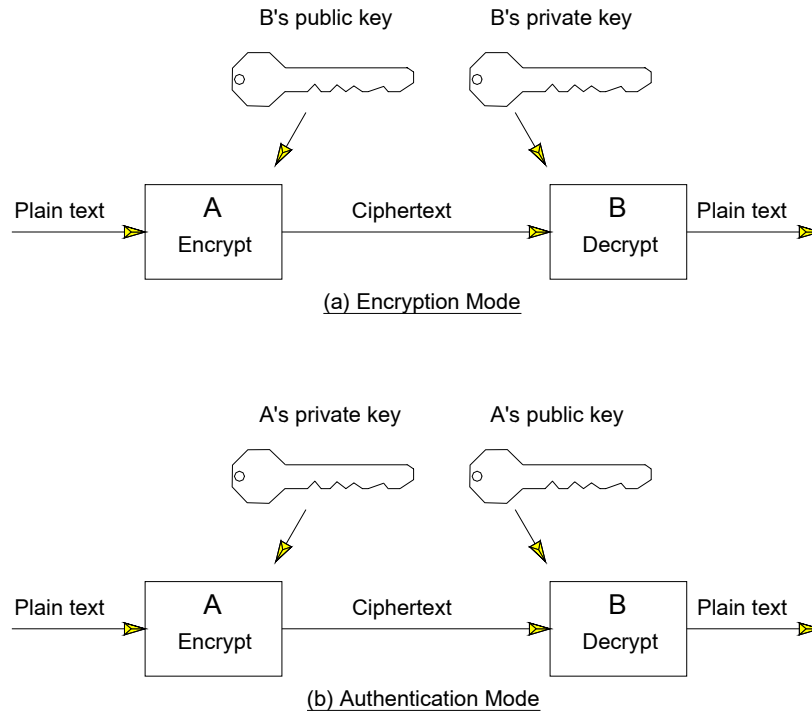 B's public key
B's private key
Plain text
A
Encrypt
Ciphertext
B
Decrypt
Plain text
(a) Encryption Mode
A's private key
A's public key
Plain text
A
Encrypt
Ciphertext
B
Decrypt
Plain text
(b) Authentication Mode